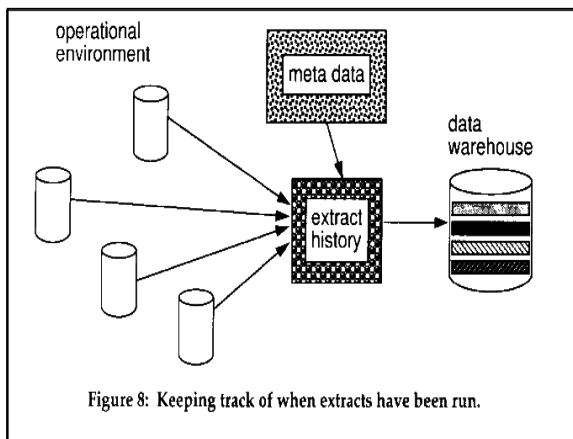 operational
environment
meta data
data
warehouse
extract
history
Figure 8: Keeping track of when extracts have been run.